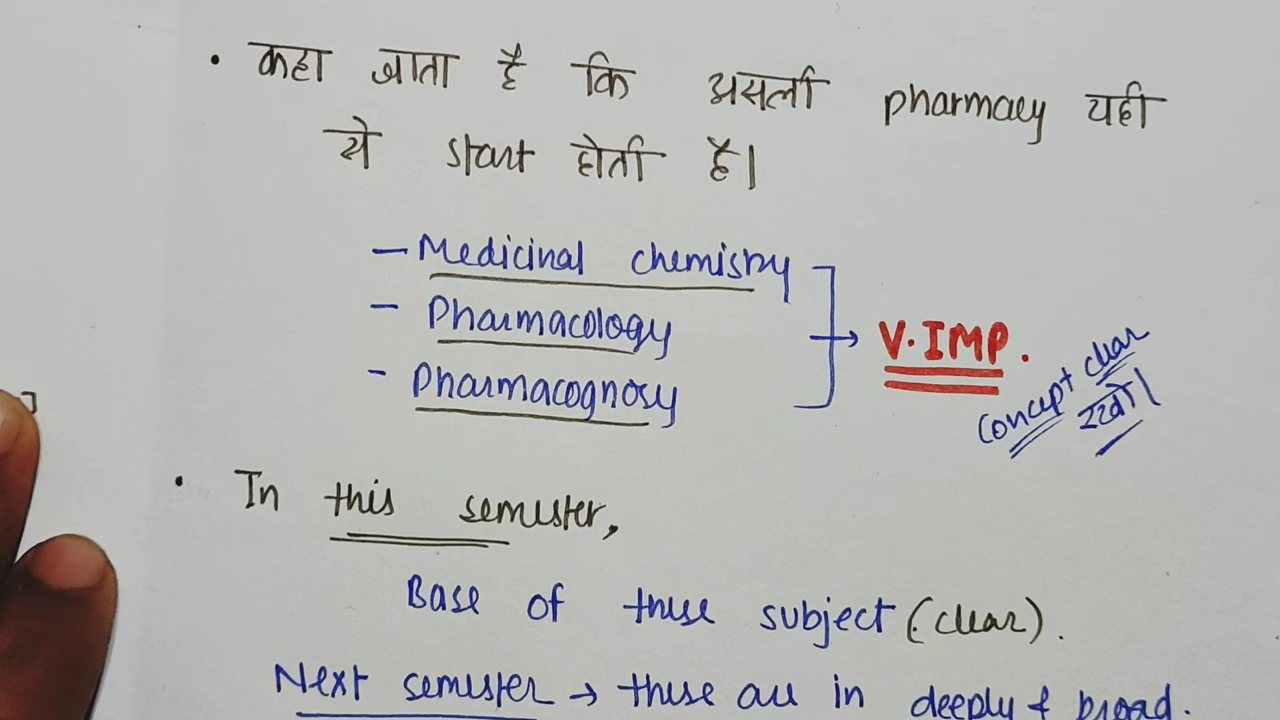 • कहा जाता है कि असली pharmacy यही
से start होती है।
– Medicinal chemistry
– Pharmacology
– Pharmacognosy
→ V. IMP.
Concept clear
रखो।
• In this semester,
Base of these subject (clear).
Next semester → these are in deeply & broad.